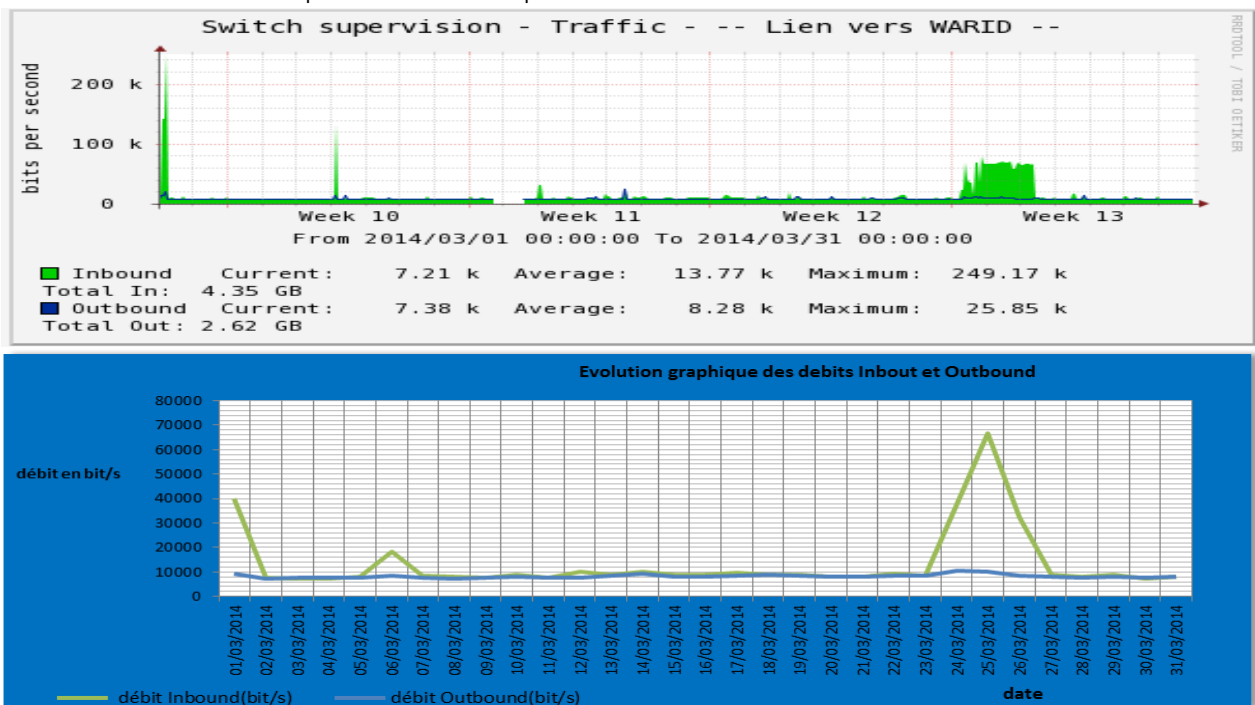 Switch supervision - Traffic - -- Lien vers WARID --
RRDTOOL / TOBI OETIKER
bits per second
200 k
100 k
0
Week 10 Week 11 Week 12 Week 13
From 2014/03/01 00:00:00 To 2014/03/31 00:00:00
Inbound Current: 7.21 k Average: 13.77 k Maximum: 249.17 k
Total In: 4.35 GB
Outbound Current: 7.38 k Average: 8.28 k Maximum: 25.85 k
Total Out: 2.62 GB
Evolution graphique des debits Inbout et Outbound
débit en bit/s
80000
70000
60000
50000
40000
30000
20000
10000
0
01/03/2014
02/03/2014
03/03/2014
04/03/2014
05/03/2014
06/03/2014
07/03/2014
08/03/2014
09/03/2014
10/03/2014
11/03/2014
12/03/2014
13/03/2014
14/03/2014
15/03/2014
16/03/2014
17/03/2014
18/03/2014
19/03/2014
20/03/2014
21/03/2014
22/03/2014
23/03/2014
24/03/2014
25/03/2014
26/03/2014
27/03/2014
28/03/2014
29/03/2014
30/03/2014
31/03/2014
date
débit Inbound(bit/s) débit Outbound(bit/s)